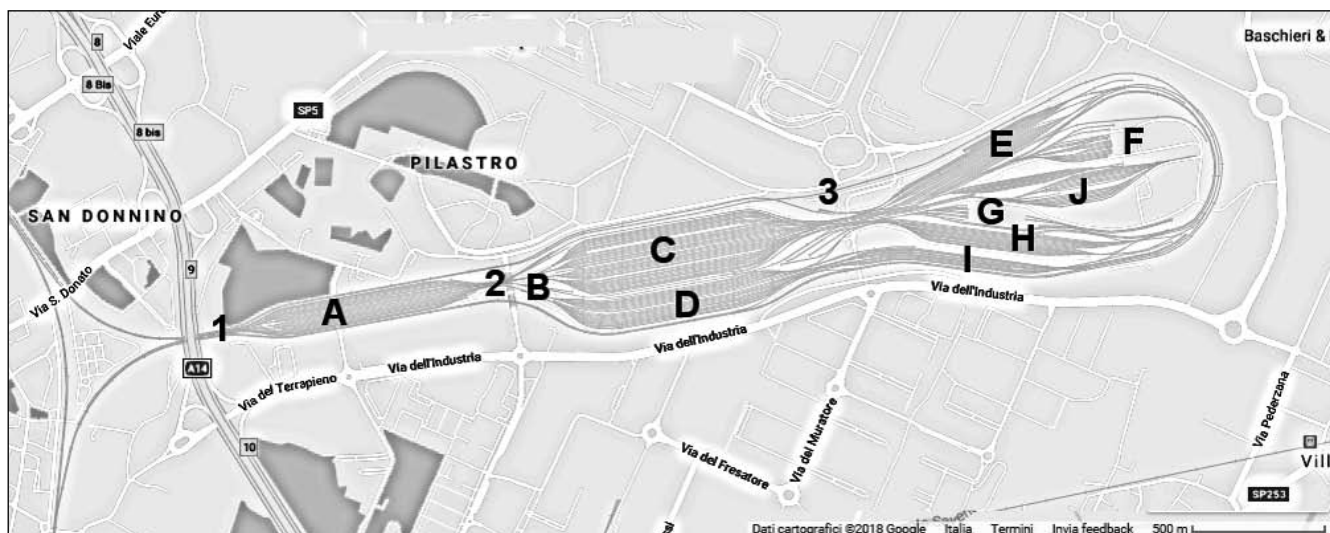 8
Viale Euro
Baschieri &
8 Bis
SP5
8 bis
PILASTRO
E
F
3
J
SAN DONNINO
G
H
C
I
9
2
B
Via S. Donato
A
D
Via dell'Industria
1
Via dell'Industria
Via dell'Industria
A14
Via del Terrapieno
Via del Muratore
Via Pederzana
10
Via del Fresatore
Vill
SP253
Dati cartografici ©2018 Google Italia Termini Invia feedback 500 m